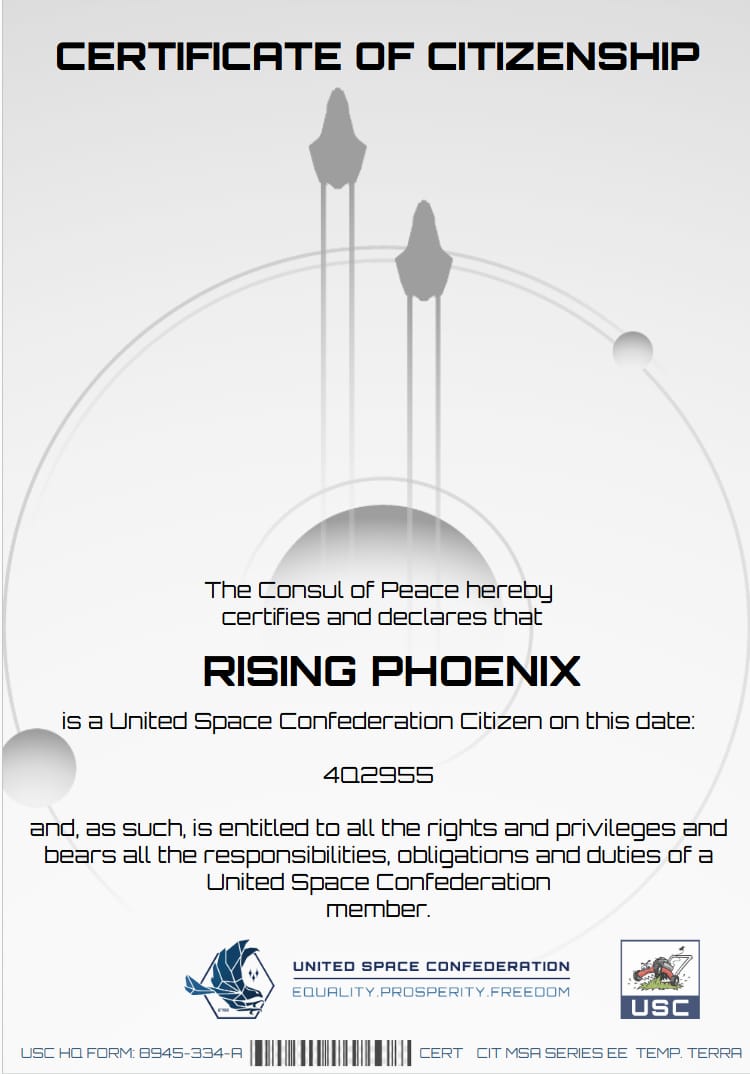 CERTIFICATE OF CITIZENSHIP
The Consul of Peace hereby
certifies and declares that
RISING PHOENIX
is a United Space Confederation Citizen on this date:
4Q2955
and, as such, is entitled to all the rights and privileges and
bears all the responsibilities, obligations and duties of a
United Space Confederation
member.
UNITED SPACE CONFEDERATION
EQUALITY.PROSPERITY.FREEDOM
7
USC
USC HQ FORM: 8945-334-A CERT CIT MSA SERIES EE TEMP. TERRA